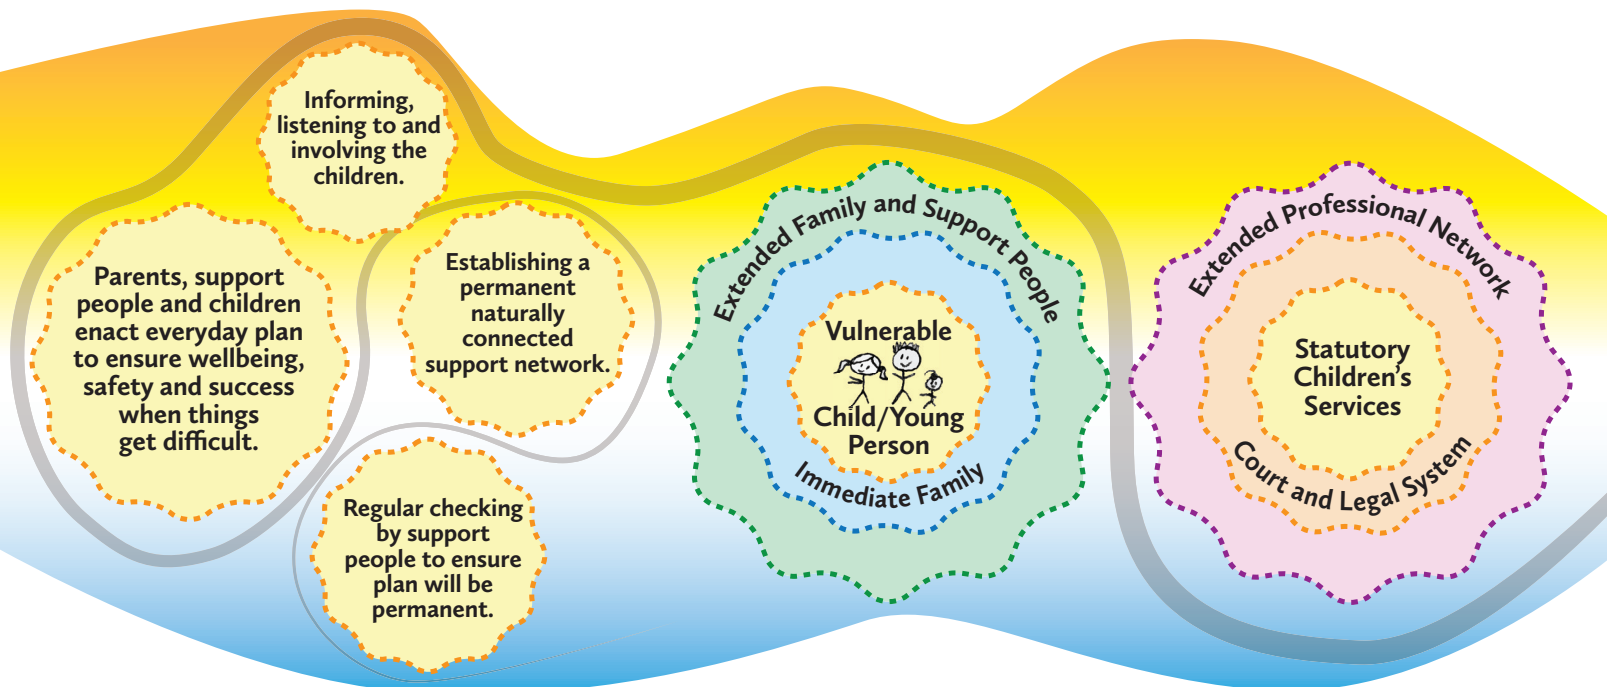 Informing,
listening to and
involving the
children.
Parents, support
people and children
enact everyday plan
to ensure wellbeing,
safety and success
when things
get difficult.
Establishing a
permanent
naturally
connected
support network.
Regular checking
by support
people to ensure
plan will be
permanent.
Extended Family and Support People
Vulnerable
Child/Young
Person
Immediate Family
Extended Professional Network
Statutory
Children's
Services
Court and Legal System